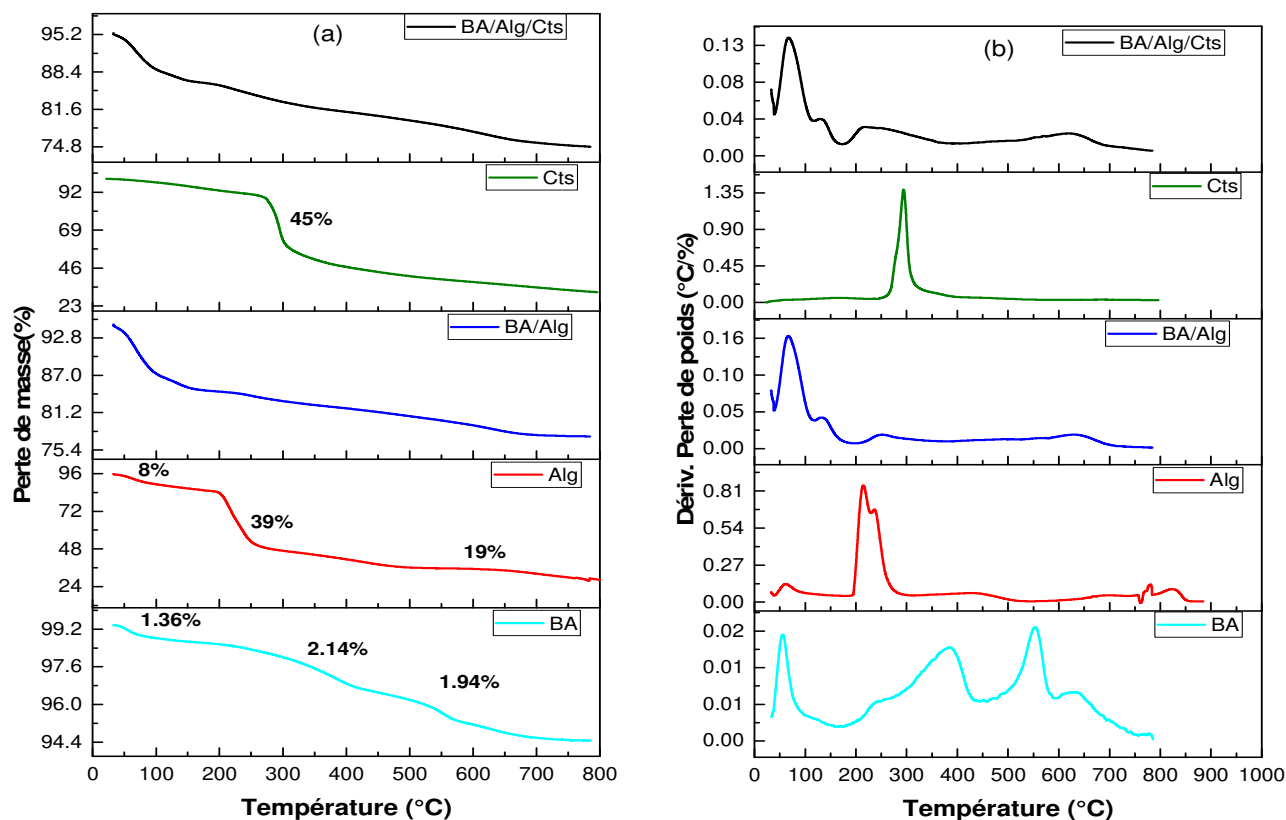 (a)
BA/Alg/Cts
95.2
88.4
81.6
74.8
Cts
92
69
46
23
45%
BA/Alg
92.8
87.0
81.2
75.4
Alg
96
72
48
24
8%
39%
19%
BA
99.2
97.6
96.0
94.4
1.36%
2.14%
1.94%
0 100 200 300 400 500 600 700 800
Température (°C)
Perte de masse(%)
(b)
BA/Alg/Cts
0.13
0.08
0.04
0.00
Cts
1.35
0.90
0.45
0.00
BA/Alg
0.16
0.10
0.05
0.00
Alg
0.81
0.54
0.27
0.00
BA
0.02
0.01
0.01
0.00
0 100 200 300 400 500 600 700 800 900 1000
Température (°C)
Dériv. Perte de poids (°C/%)